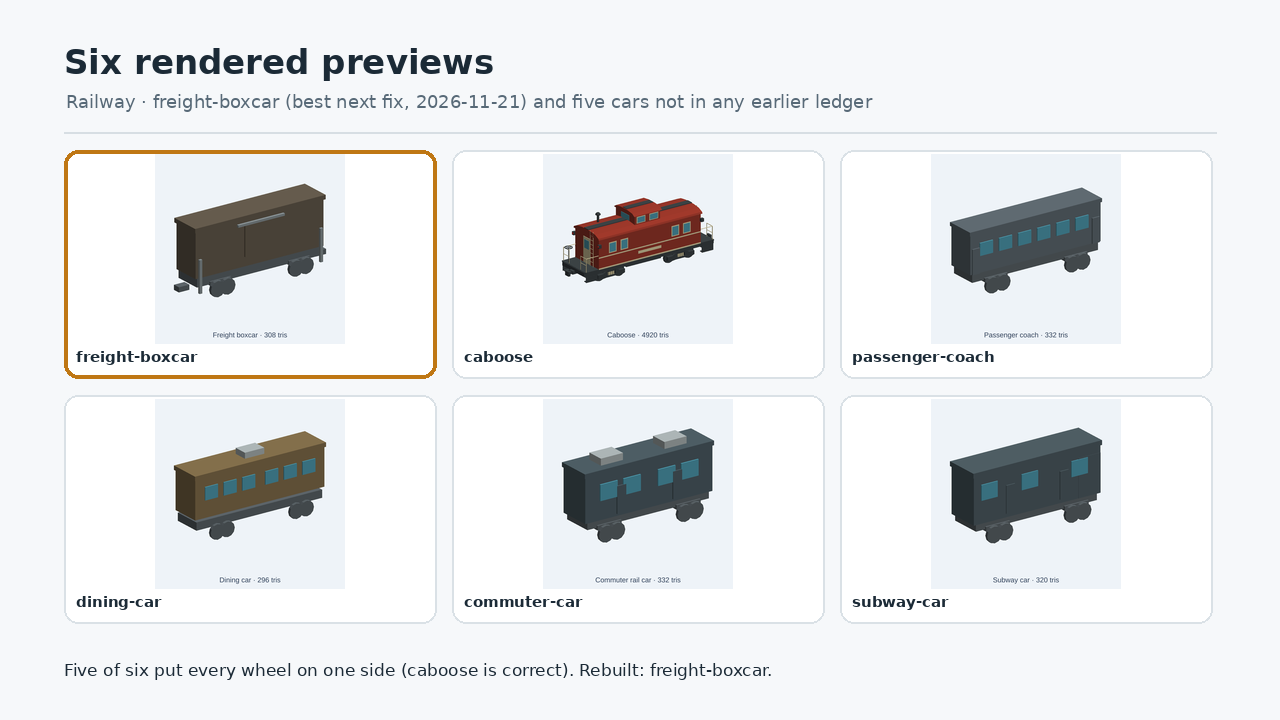 Six rendered previews
Railway · freight-boxcar (best next fix, 2026-11-21) and five cars not in any earlier ledger
Freight boxcar · 308 tris
freight-boxcar
Caboose · 4920 tris
caboose
Passenger coach · 332 tris
passenger-coach
Dining car · 296 tris
dining-car
Commuter rail car · 332 tris
commuter-car
Subway car · 320 tris
subway-car
Five of six put every wheel on one side (caboose is correct). Rebuilt: freight-boxcar.